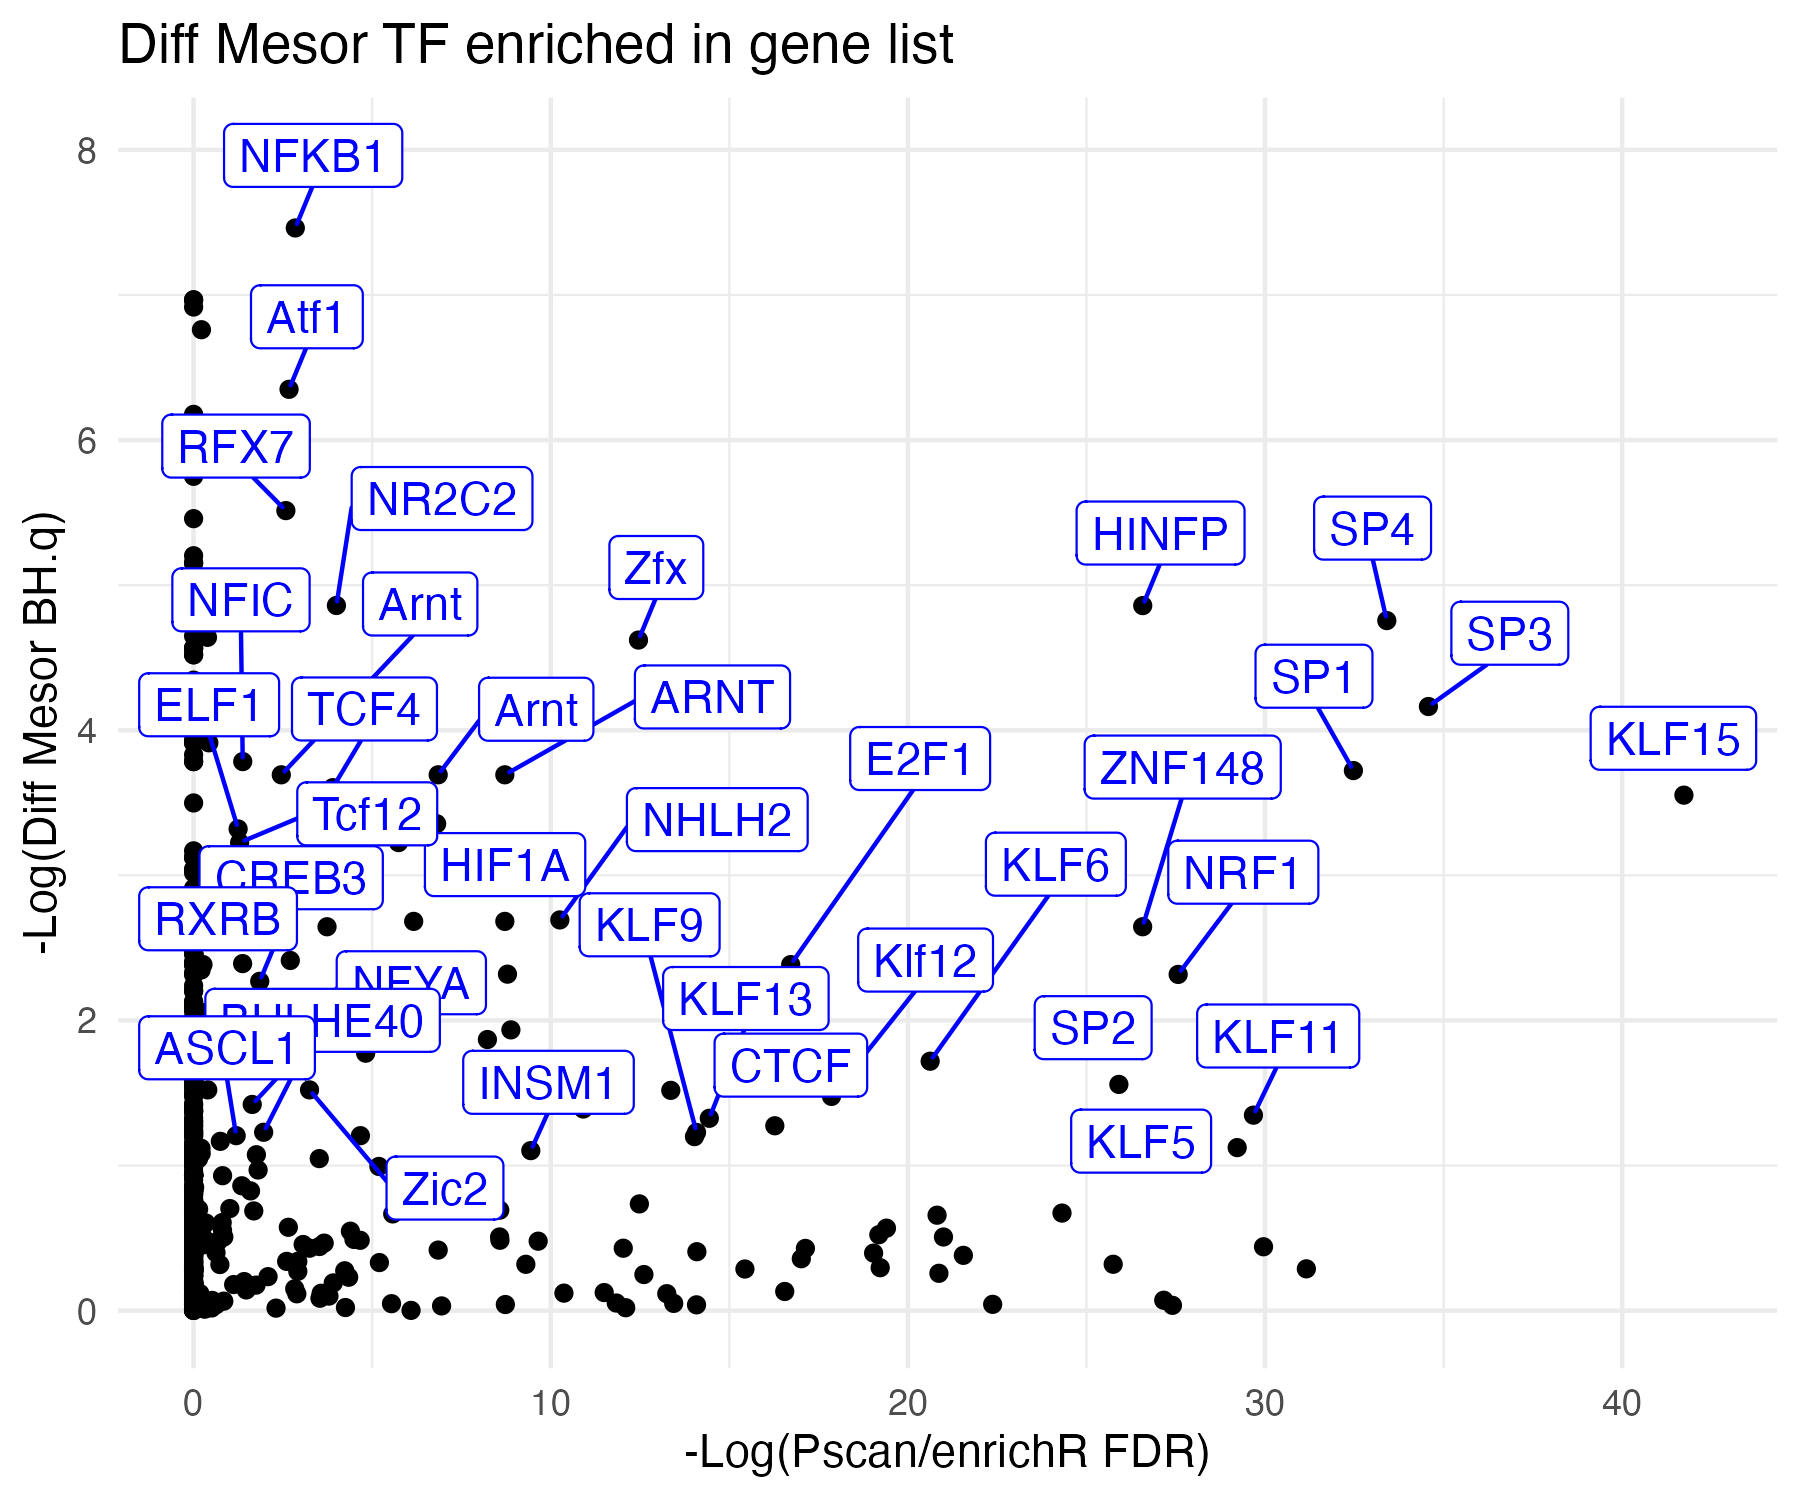 Diff Mesor TF enriched in gene list
8
NFKB1
Atf1
6
RFX7
NR2C2
HINFP
SP4
Zfx
NFIC
Arnt
SP3
SP1
ELF1
TCF4
Arnt
ARNT
4
KLF15
E2F1
ZNF148
Tcf12
NHLH2
CREB3
HIF1A
KLF6
NRF1
RXRB
KLF9
Klf12
NFYA
KLF13
2
BHLHE40
SP2
KLF11
ASCL1
CTCF
INSM1
KLF5
Zic2
0
0 10 20 30 40
-Log(Pscan/enrichR FDR)
-Log(Diff Mesor BH.q)